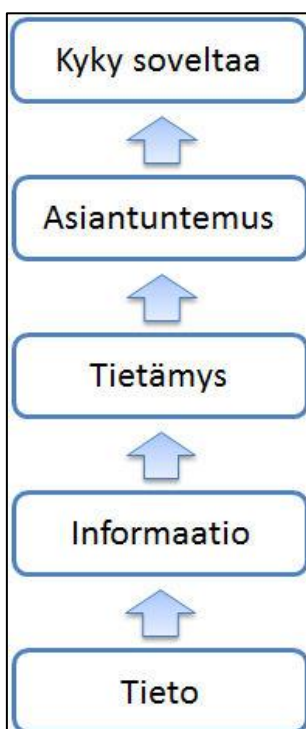 Kyky soveltaa
Asiantuntemus
Tietämys
Informaatio
Tieto